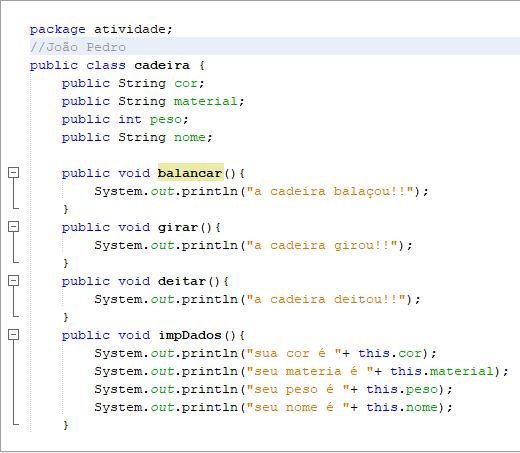 package atividade;
//João Pedro
public class cadeira {
    public String cor;
    public String material;
    public int peso;
    public String nome;

    public void balancar(){
        System.out.println("a cadeira balaçou!!");
    }
    public void girar(){
        System.out.println("a cadeira girou!!");
    }
    public void deitar(){
        System.out.println("a cadeira deitou!!");
    }
    public void impDados(){
        System.out.println("sua cor é "+ this.cor);
        System.out.println("seu materia é "+ this.material);
        System.out.println("seu peso é "+ this.peso);
        System.out.println("seu nome é "+ this.nome);
    }